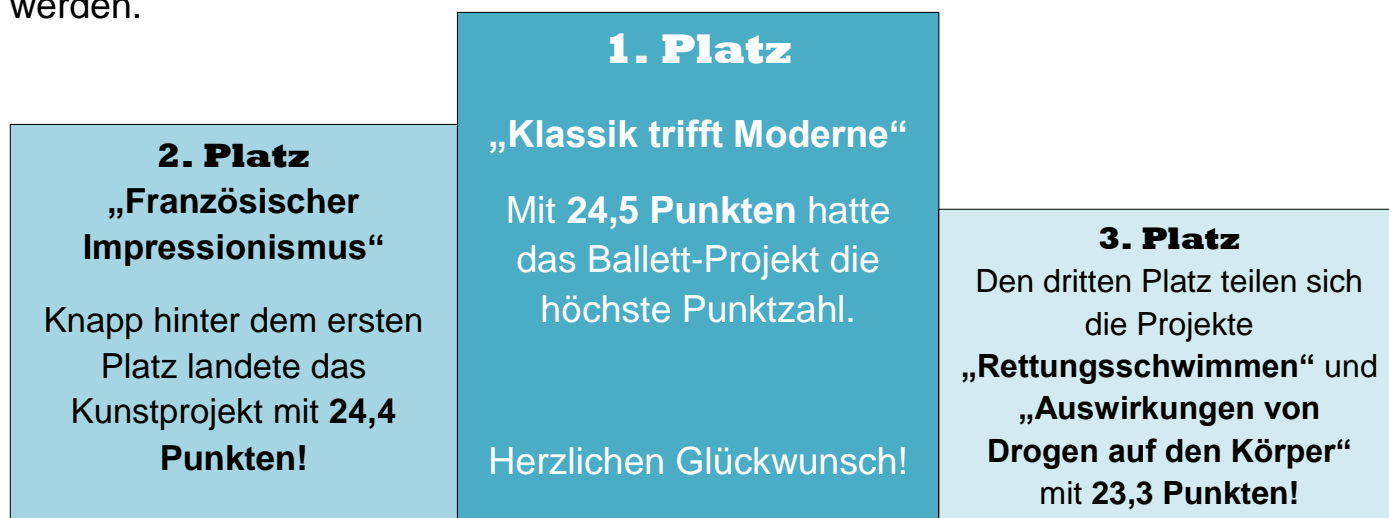 werden.
1. Platz
„Klassik trifft Moderne“
Mit 24,5 Punkten hatte
das Ballett-Projekt die
höchste Punktzahl.
Herzlichen Glückwunsch!
2. Platz
„Französischer
Impressionismus“
Knapp hinter dem ersten
Platz landete das
Kunstprojekt mit 24,4
Punkten!
3. Platz
Den dritten Platz teilen sich
die Projekte
„Rettungsschwimmen“ und
„Auswirkungen von
Drogen auf den Körper“
mit 23,3 Punkten!